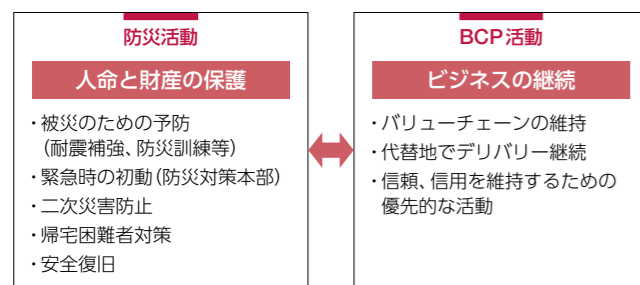 防災活動
人命と財産の保護
・被災のための予防
（耐震補強、防災訓練等）
・緊急時の初動（防災対策本部）
・二次災害防止
・帰宅困難者対策
・安全復旧
BCP活動
ビジネスの継続
・バリューチェーンの維持
・代替地でデリバリー継続
・信頼、信用を維持するための
優先的な活動